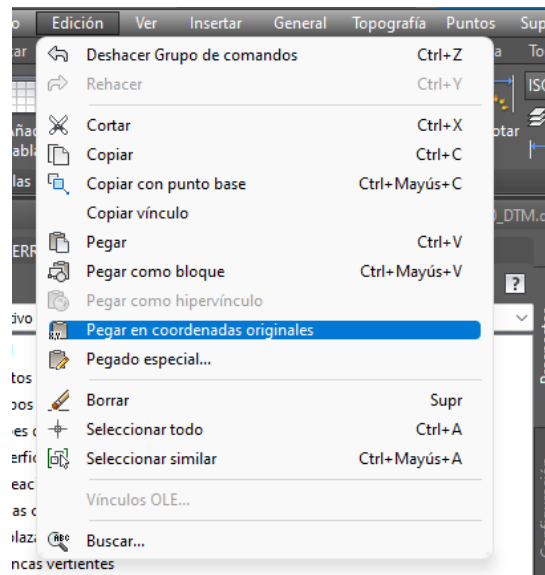 Edición Ver Insertar General Topografía Puntos
Deshacer Grupo de comandos Ctrl+Z
Rehacer Ctrl+Y
Cortar Ctrl+X
Copiar Ctrl+C
Copiar con punto base Ctrl+Mayús+C
Copiar vínculo
Pegar Ctrl+V
Pegar como bloque Ctrl+Mayús+V
Pegar como hipervínculo
Pegar en coordenadas originales
Pegado especial...
Borrar Supr
Seleccionar todo Ctrl+A
Seleccionar similar Ctrl+Mayús+A
Vínculos OLE...
Buscar...
vertientes